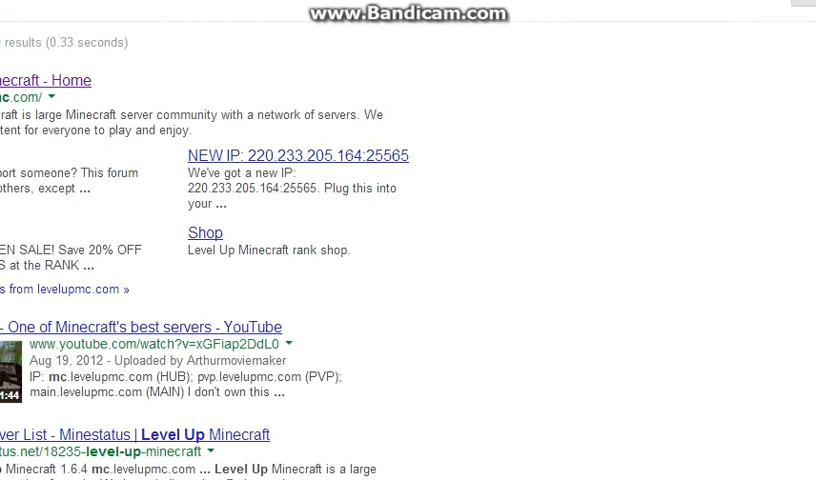 www.Bandicam.com
results (0.33 seconds)
necraft - Home
nc.com/
raft is large Minecraft server community with a network of servers. We
tent for everyone to play and enjoy.
NEW IP: 220.233.205.164:25565
port someone? This forum
We've got a new IP:
others, except ...
220.233.205.164:25565. Plug this into
your ...
Shop
EN SALE! Save 20% OFF
Level Up Minecraft rank shop.
S at the RANK ...
s from levelupmc.com »
- One of Minecraft's best servers - YouTube
www.youtube.com/watch?v=xGFiap2DdL0
Aug 19, 2012 - Uploaded by Arthurmoviemaker
IP: mc.levelupmc.com (HUB); pvp.levelupmc.com (PVP);
1:44
main.levelupmc.com (MAIN) I don't own this ...
ver List - Minestatus | Level Up Minecraft
tus.net/18235-level-up-minecraft
Minecraft 1.6.4 mc.levelupmc.com ... Level Up Minecraft is a large